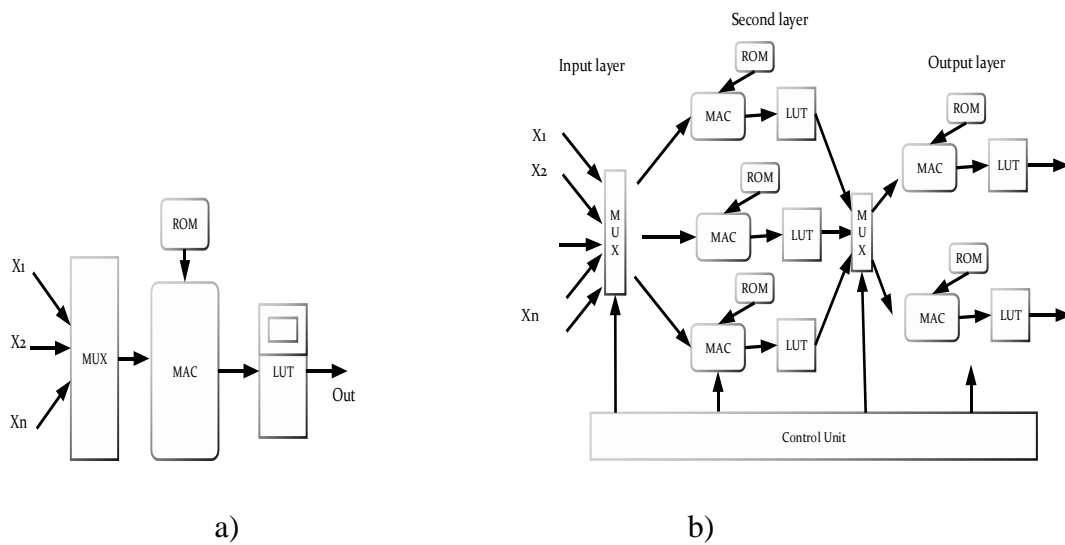 ROM
X1
X2
Xn
MUX
MAC
LUT
Out
a)
Second layer
Input layer
Output layer
ROM
MAC
LUT
ROM
MAC
LUT
X1
X2
Xn
MUX
ROM
MAC
LUT
MUX
ROM
MAC
LUT
ROM
MAC
LUT
Control Unit
b)